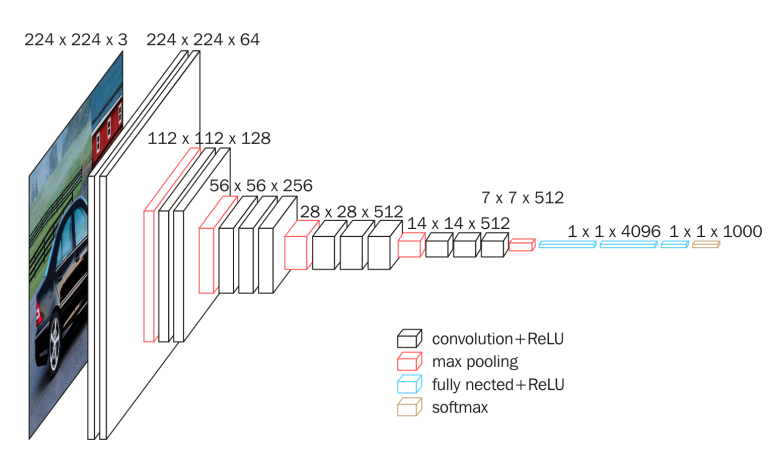 224 x 224 x 3
224 x 224 x 64
112 x 112 x 128
56 x 56 x 256
28 x 28 x 512
14 x 14 x 512
7 x 7 x 512
1 x 1 x 4096
1 x 1 x 1000
convolution+ReLU
max pooling
fully nected+ReLU
softmax